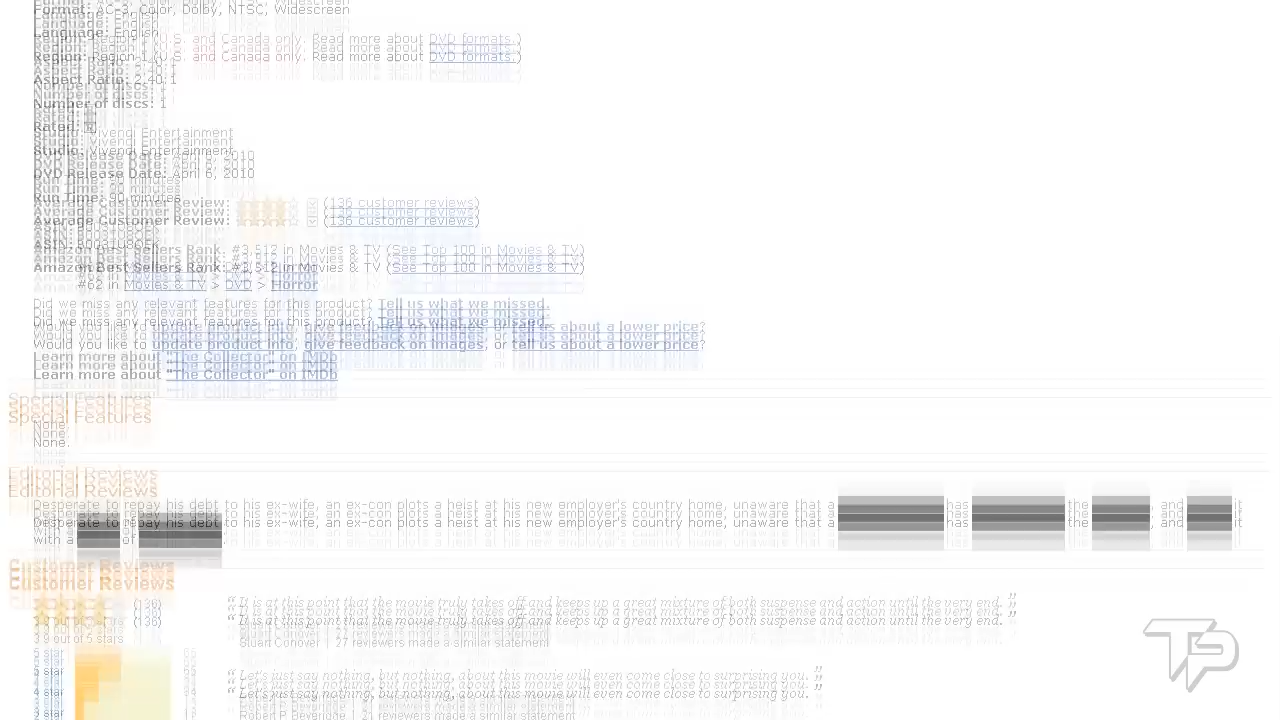 Format: AC-3, Color, Dolby, NTSC, Widescreen
Language: English
Region: Region 1 (U.S. and Canada only. Read more about DVD formats.)
Aspect Ratio: 2.40:1
Number of discs: 1
Rated:
Studio: Vivendi Entertainment
DVD Release Date: April 6, 2010
Run Time: 90 minutes
Average Customer Review: (136 customer reviews)
ASIN:
Amazon Best Sellers Rank: #3,512 in Movies & TV (See Top 100 in Movies & TV)
#62 in Movies & TV > DVD > Horror
Did we miss any relevant features for this product? Tell us what we missed.
Would you like to update product info, give feedback on images, or tell us about a lower price?
Learn more about "The Collector" on IMDb
Special Features
None.
Editorial Reviews
Desperate to repay his debt to his ex-wife, an ex-con plots a heist at his new employer's country home, unaware that a has the , and it
with a of
Customer Reviews
(136)
3.9 out of 5 stars
5 star
4 star
3 star
“It is at this point that the movie truly takes off and keeps up a great mixture of both suspense and action until the very end.”
Stuart Conover | 27 reviewers made a similar statement
“Let's just say nothing, but nothing, about this movie will even come close to surprising you.”
Robert P. Beveridge | 21 reviewers made a similar statement